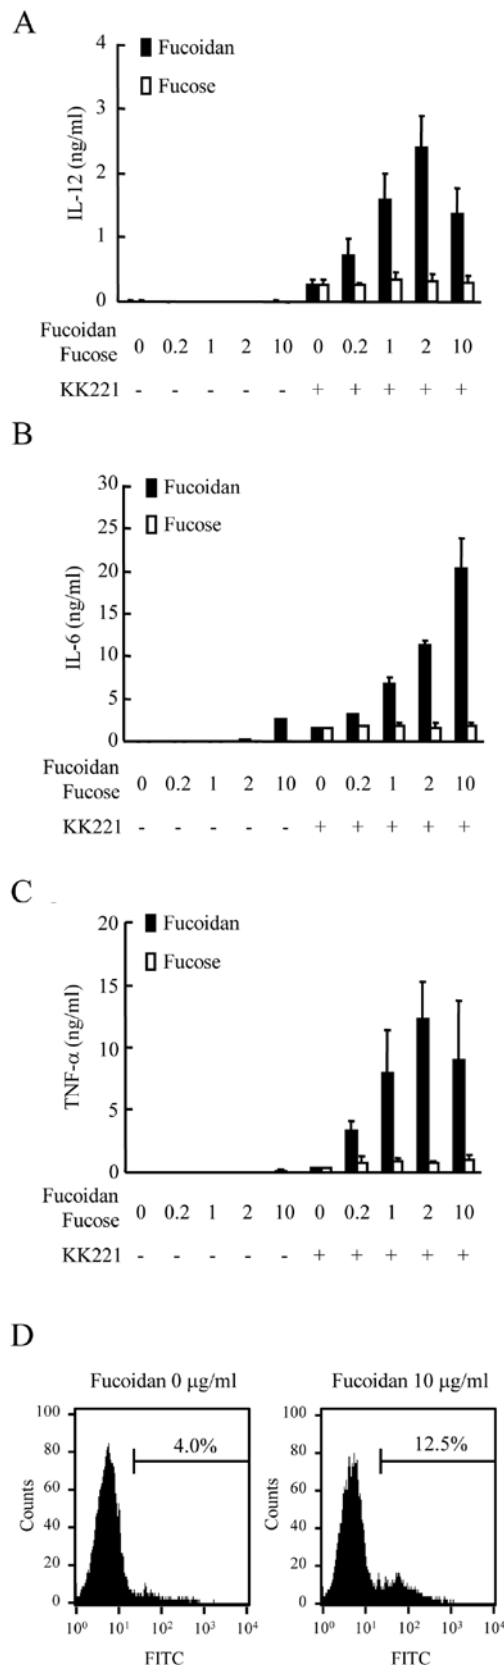 A
4
Fucoidan
Fucose
3
2
1
0
IL-12 (ng/ml)
Fucoidan
Fucose
0 0.2 1 2 10 0 0.2 1 2 10
KK221 - - - - - + + + + +
B
30
Fucoidan
25
Fucose
20
15
10
5
0
IL-6 (ng/ml)
Fucoidan
Fucose
0 0.2 1 2 10 0 0.2 1 2 10
KK221 - - - - - + + + + +
C
20
Fucoidan
Fucose
15
10
5
0
TNF-α (ng/ml)
Fucoidan
Fucose
0 0.2 1 2 10 0 0.2 1 2 10
KK221 - - - - - + + + + +
D
Fucoidan 0 μg/ml
100
80
60
40
20
0
Counts
4.0%
10⁰ 10¹ 10² 10³ 10⁴
FITC
Fucoidan 10 μg/ml
100
80
60
40
20
0
Counts
12.5%
10⁰ 10¹ 10² 10³ 10⁴
FITC